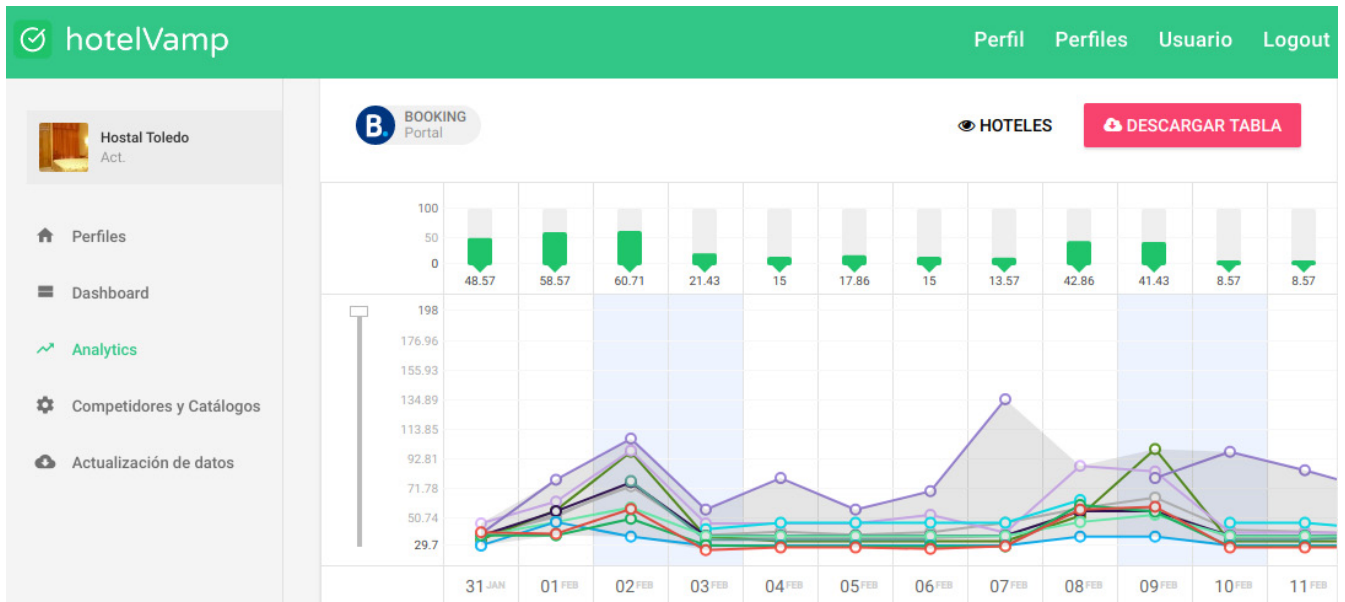 hotelVamp
Perfil Perfiles Usuario Logout
Hostal Toledo
Act.
Perfiles
Dashboard
Analytics
Competidores y Catálogos
Actualización de datos
B. BOOKING
Portal
HOTELES
DESCARGAR TABLA
100
50
0
48.57 58.57 60.71 21.43 15 17.86 15 13.57 42.86 41.43 8.57 8.57
198
176.96
155.93
134.89
113.85
92.81
71.78
50.74
29.7
31 JAN 01 FEB 02 FEB 03 FEB 04 FEB 05 FEB 06 FEB 07 FEB 08 FEB 09 FEB 10 FEB 11 FEB